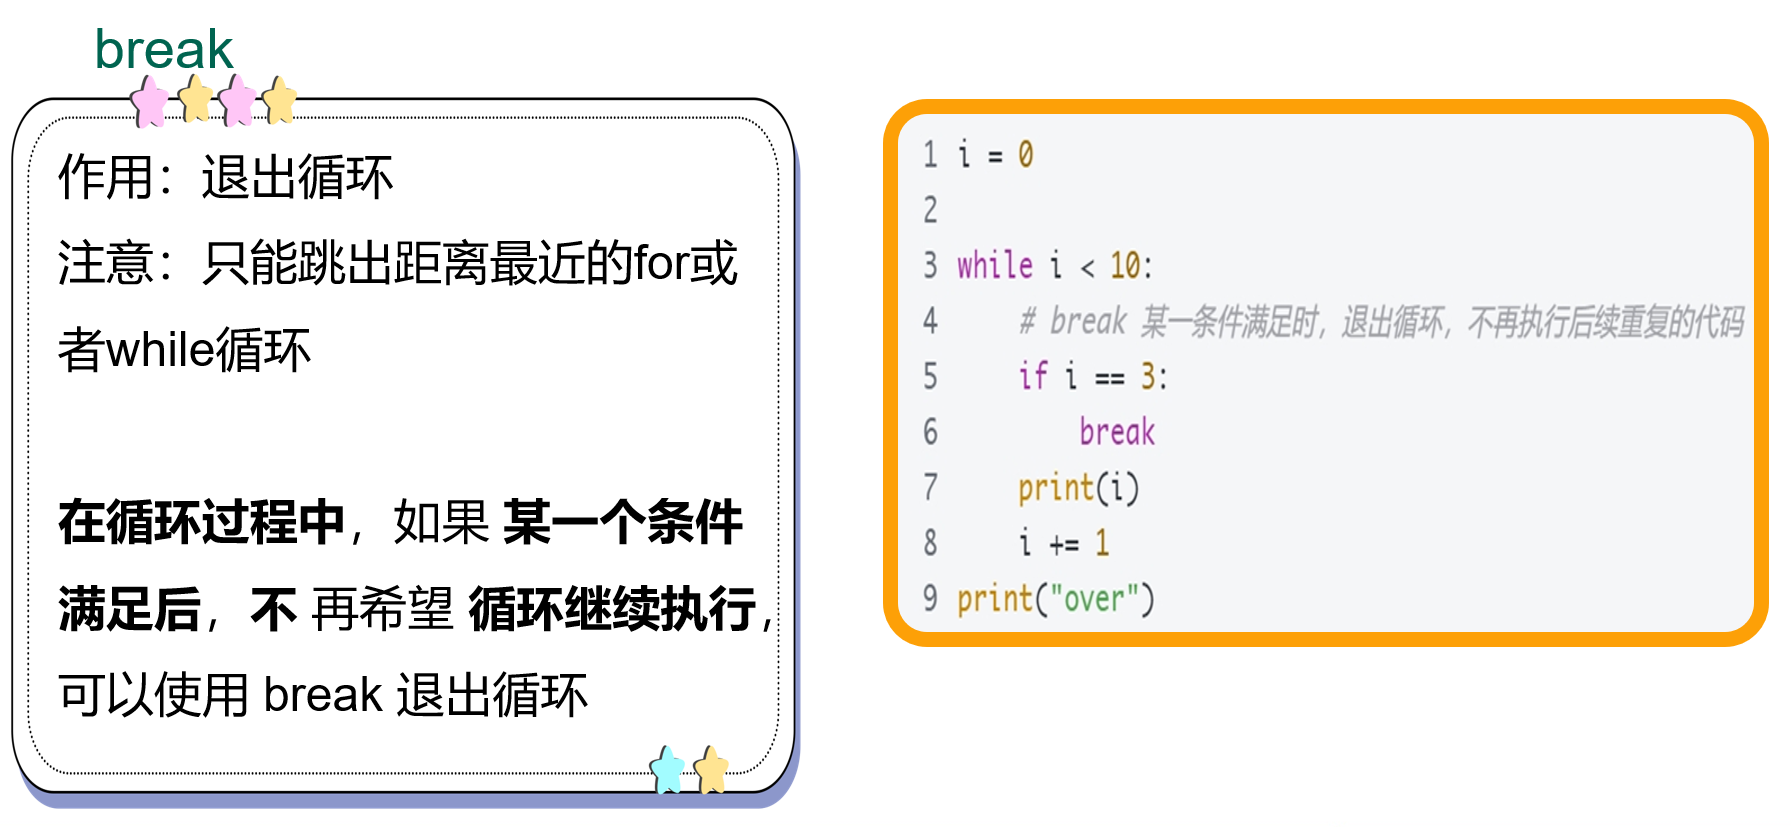 break
作用：退出循环
注意：只能跳出距离最近的for或
者while循环
在循环过程中，如果 某一个条件
满足后，不 再希望 循环继续执行，
可以使用 break 退出循环
1 i = 0
2
3 while i < 10:
4     # break 某一条件满足时，退出循环，不再执行后续重复的代码
5     if i == 3:
6         break
7     print(i)
8     i += 1
9 print("over")